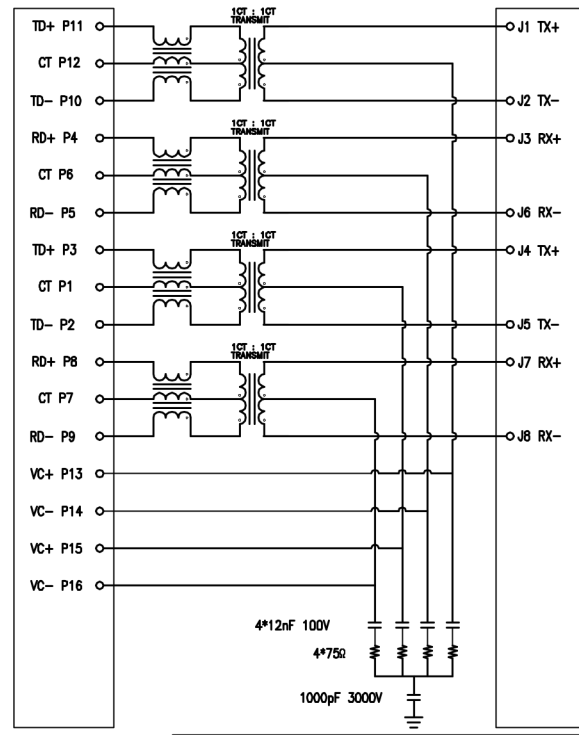 1CT : 1CT
TRANSMIT
TD+ P11
J1 TX+
CT P12
TD- P10
J2 TX-
1CT : 1CT
TRANSMIT
RD+ P4
J3 RX+
CT P6
RD- P5
J6 RX-
1CT : 1CT
TRANSMIT
TD+ P3
J4 TX+
CT P1
TD- P2
J5 TX-
1CT : 1CT
TRANSMIT
RD+ P8
J7 RX+
CT P7
RD- P9
J8 RX-
VC+ P13
VC- P14
VC+ P15
VC- P16
4*12nF 100V
4*75Ω
1000pF 3000V